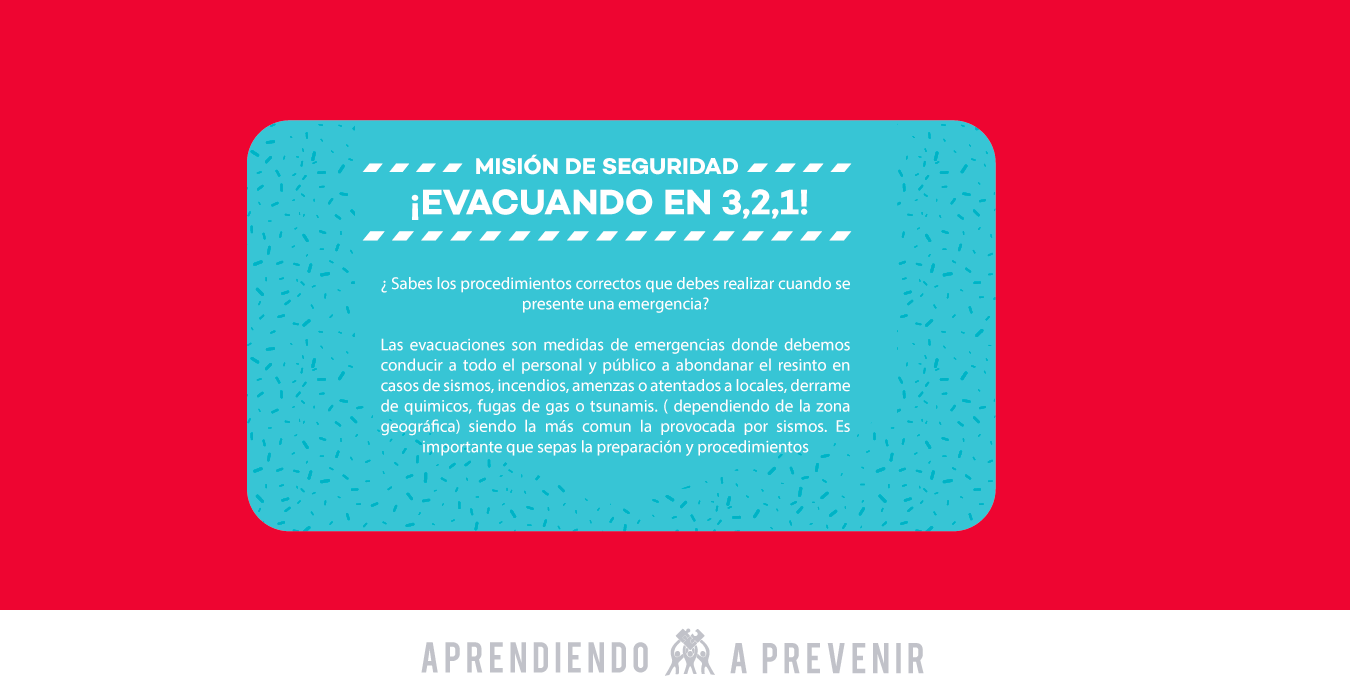 MISIÓN DE SEGURIDAD
¡EVACUANDO EN 3,2,1!
¿ Sabes los procedimientos correctos que debes realizar cuando se
presente una emergencia?
Las evacuaciones son medidas de emergencias donde debemos
conducir a todo el personal y público a abondanar el resinto en
casos de sismos, incendios, amenzas o atentados a locales, derrame
de quimicos, fugas de gas o tsunamis. ( dependiendo de la zona
geográfica) siendo la más comun la provocada por sismos. Es
importante que sepas la preparación y procedimientos
APRENDIENDO A PREVENIR